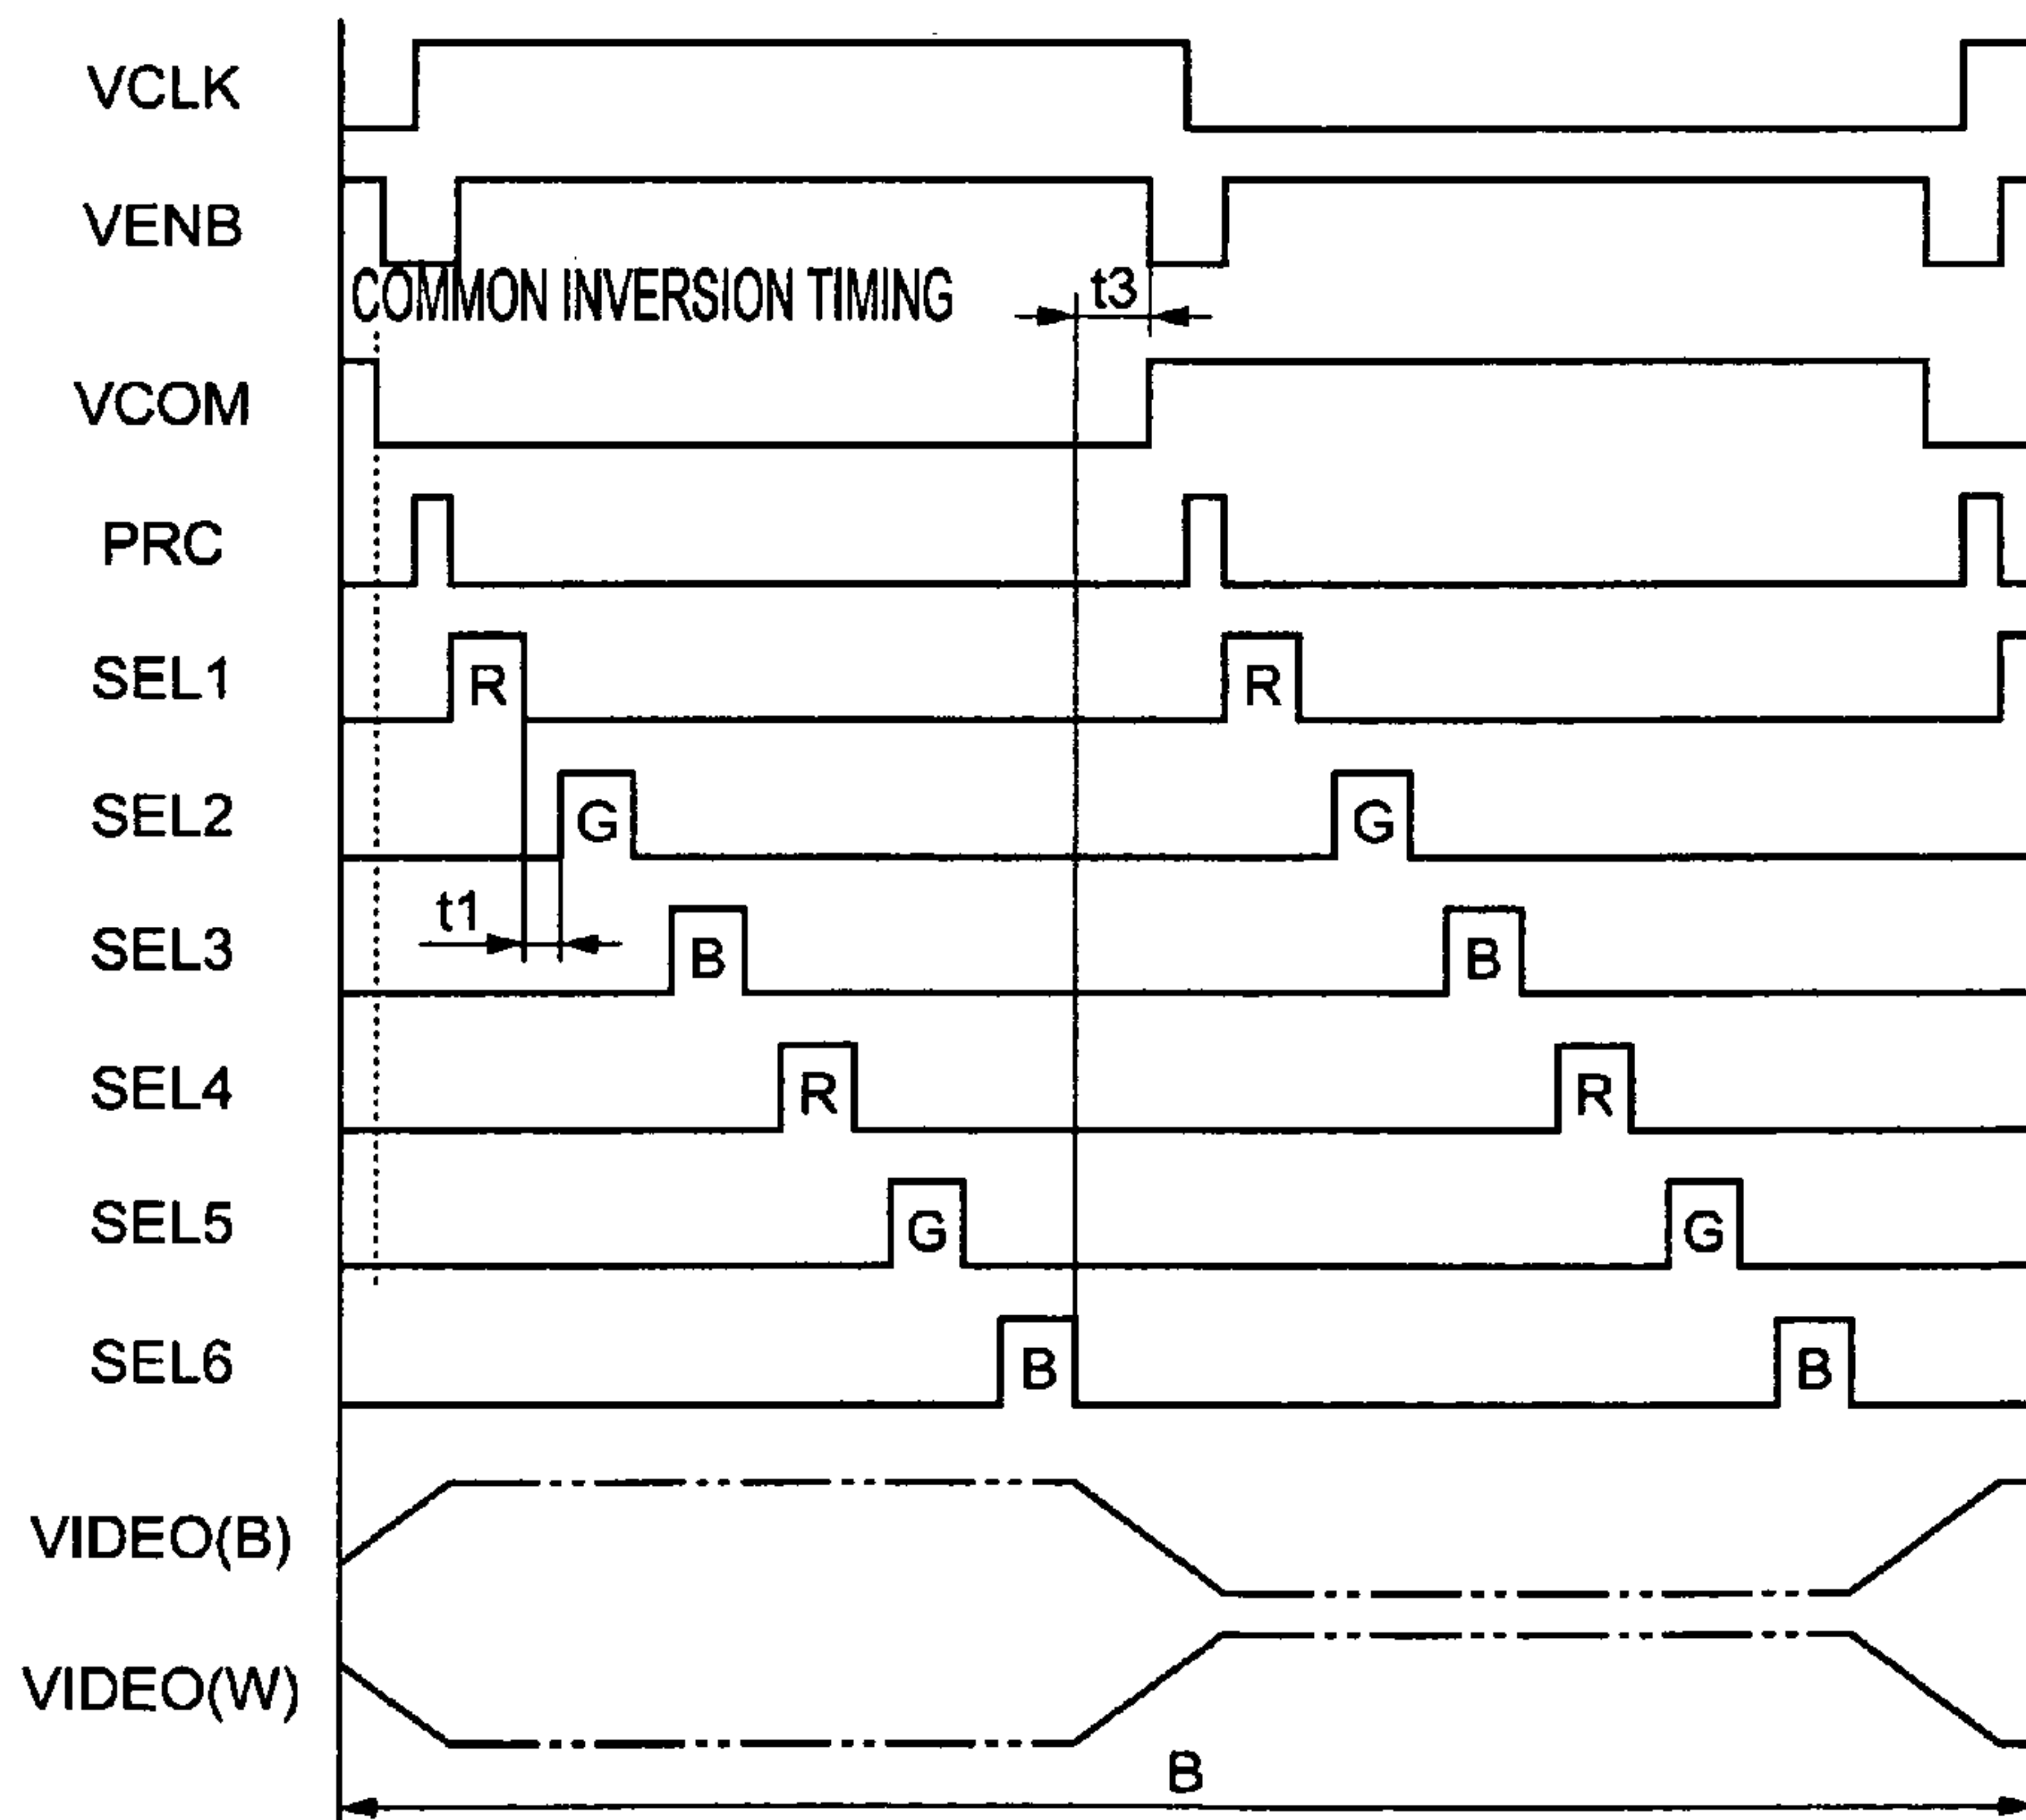 VCLK
VENB
COMMON INVERSION TIMING
t3
VCOM
PRC
SEL1 R R
SEL2 G G
t1
SEL3 B B
SEL4 R R
SEL5 G G
SEL6 B B
VIDEO(B)
VIDEO(W)
B